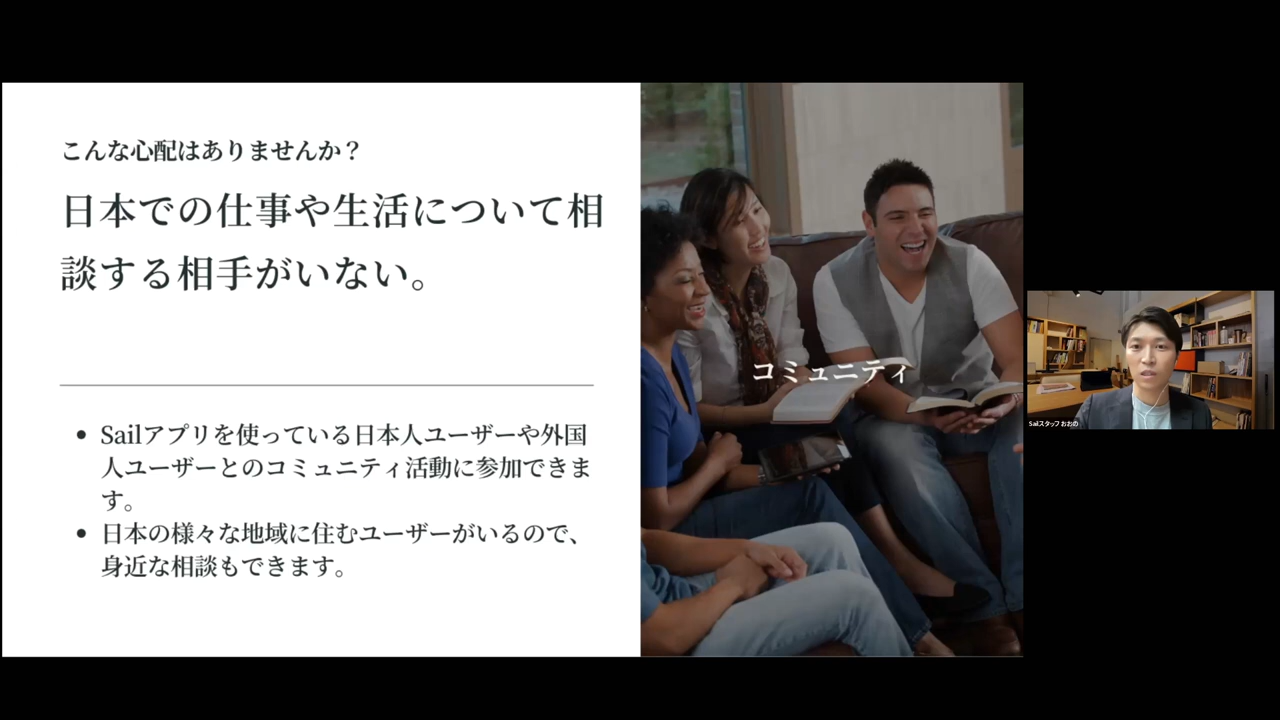 こんな心配はありませんか？
日本での仕事や生活について相
談する相手がいない。
Sailアプリを使っている日本人ユーザーや外国
人ユーザーとのコミュニティ活動に参加できま
す。
日本の様々な地域に住むユーザーがいるので、
身近な相談もできます。
コミュニティ
Sailスタッフ おおの